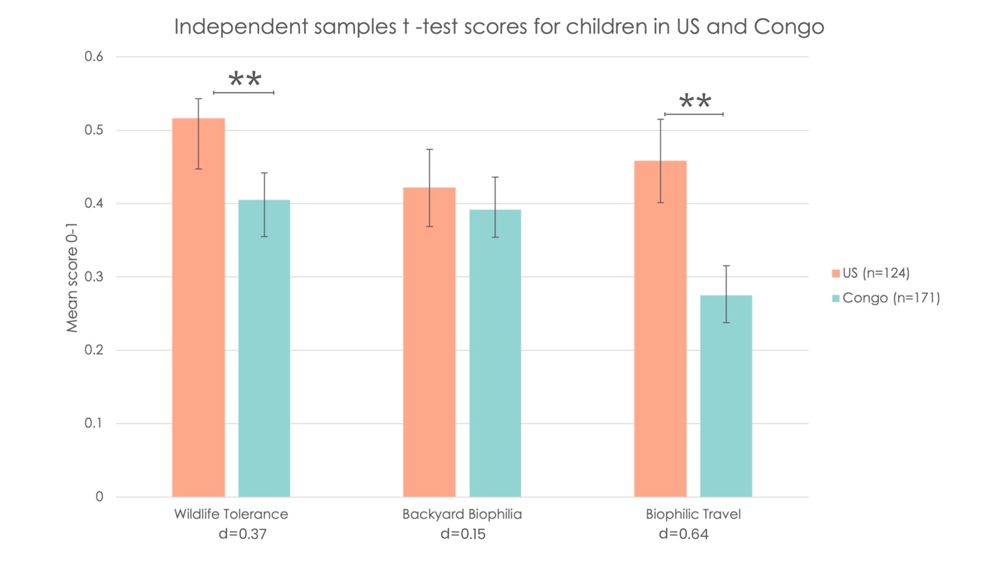 Independent samples t -test scores for children in US and Congo
0.6
0.5
0.4
0.3
0.2
0.1
0
Mean score 0-1
**
**
US (n=124)
Congo (n=171)
Wildlife Tolerance
d=0.37
Backyard Biophilia
d=0.15
Biophilic Travel
d=0.64